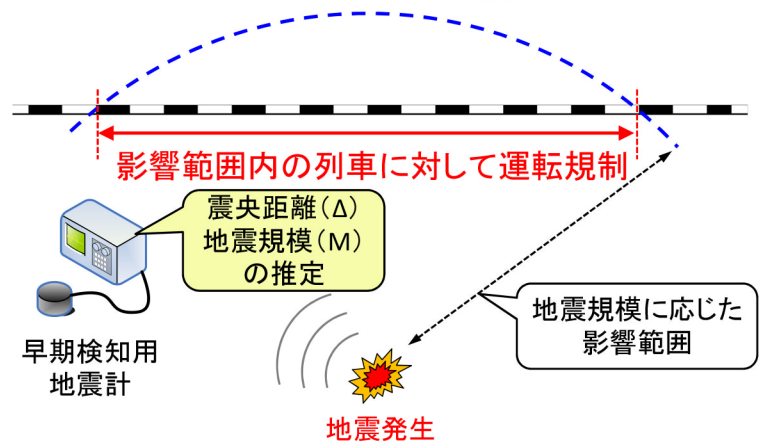 影響範囲内の列車に対して運転規制
震央距離(Δ)
地震規模(M)
の推定
地震規模に応じた
影響範囲
早期検知用
地震計
地震発生